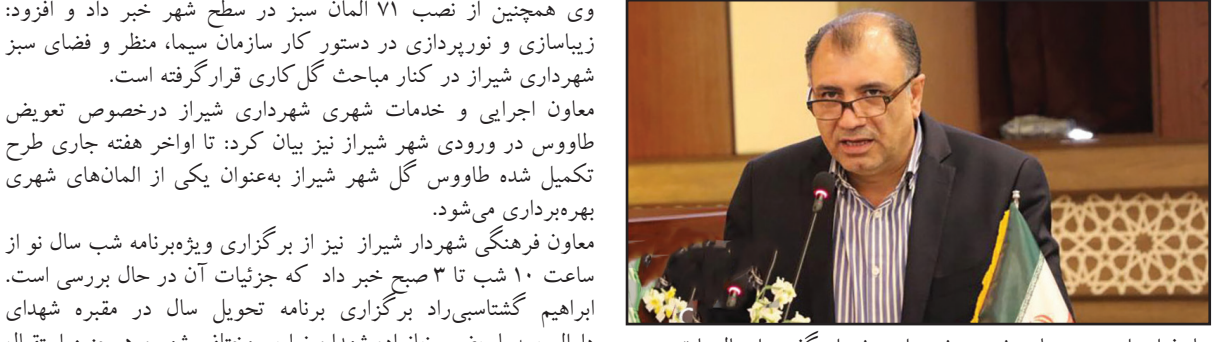 وی همچنین از نصب ۷۱ المان سبز در سطح شهر خبر داد و افزود:
زیباسازی و نورپردازی در دستور کار سازمان سیما، منظر و فضای سبز
شهرداری شیراز در کنار مباحث گل‌کاری قرار گرفته است.
معاون اجرایی و خدمات شهری شهرداری شیراز درخصوص تعویض
طاووس در ورودی شهر شیراز نیز بیان کرد: تا اواخر هفته جاری طرح
تکمیل شده طاووس گل شهر شیراز به‌عنوان یکی از المان‌های شهری
بهره‌برداری می‌شود.
معاون فرهنگی شهردار شیراز نیز از برگزاری ویژه‌برنامه شب سال نو از
ساعت ۱۰ شب تا ۳ صبح خبر داد که جزئیات آن در حال بررسی است.
ابراهیم گشتاسبی‌راد برگزاری برنامه تحویل سال در مقبره شهدای